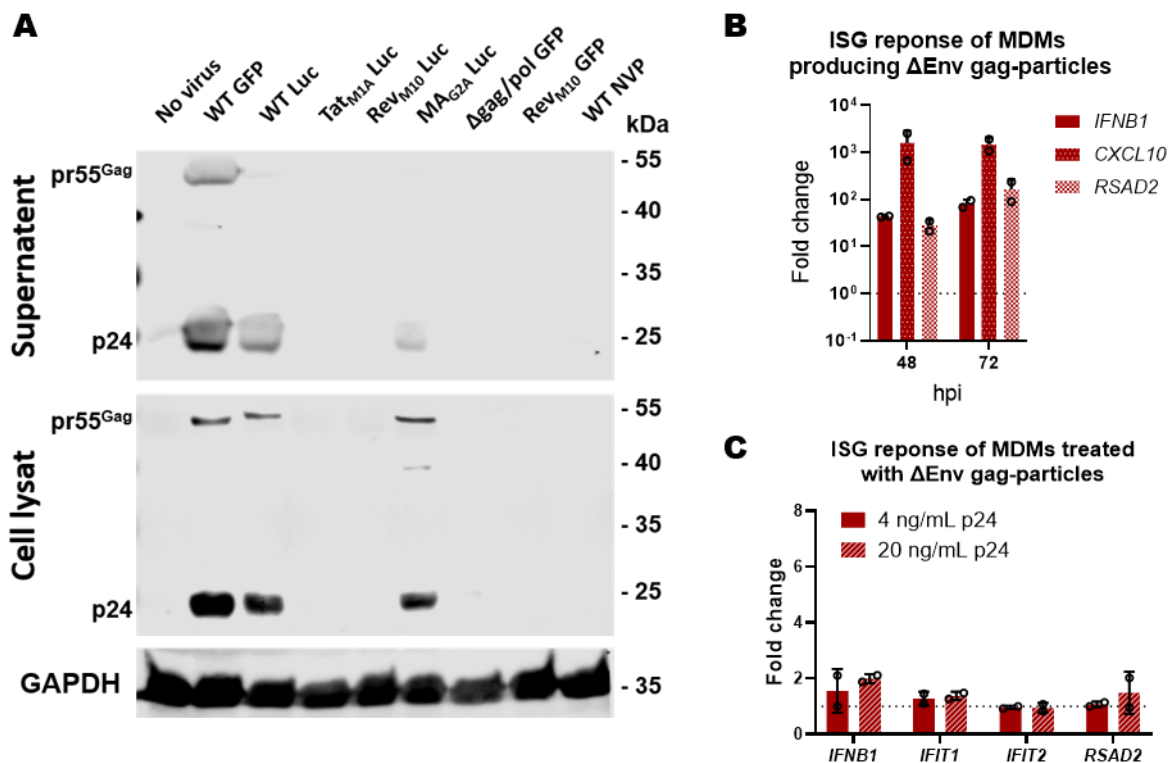 A
No virus
WT GFP
WT Luc
TatM1A Luc
RevM10 Luc
MAG2A Luc
Δgag/pol GFP
RevM10 GFP
WT NVP
kDa
Supernatent
pr55Gag
p24
- 55
- 40
- 35
- 25
Cell lysat
pr55Gag
p24
- 55
- 40
- 35
- 25
GAPDH
- 35
B
ISG reponse of MDMs
producing ΔEnv gag-particles
Fold change
10⁴
10³
10²
10¹
10⁰
10⁻¹
48
72
hpi
IFNB1
CXCL10
RSAD2
C
ISG reponse of MDMs treated
with ΔEnv gag-particles
Fold change
8
6
4
2
0
4 ng/mL p24
20 ng/mL p24
IFNB1
IFIT1
IFIT2
RSAD2